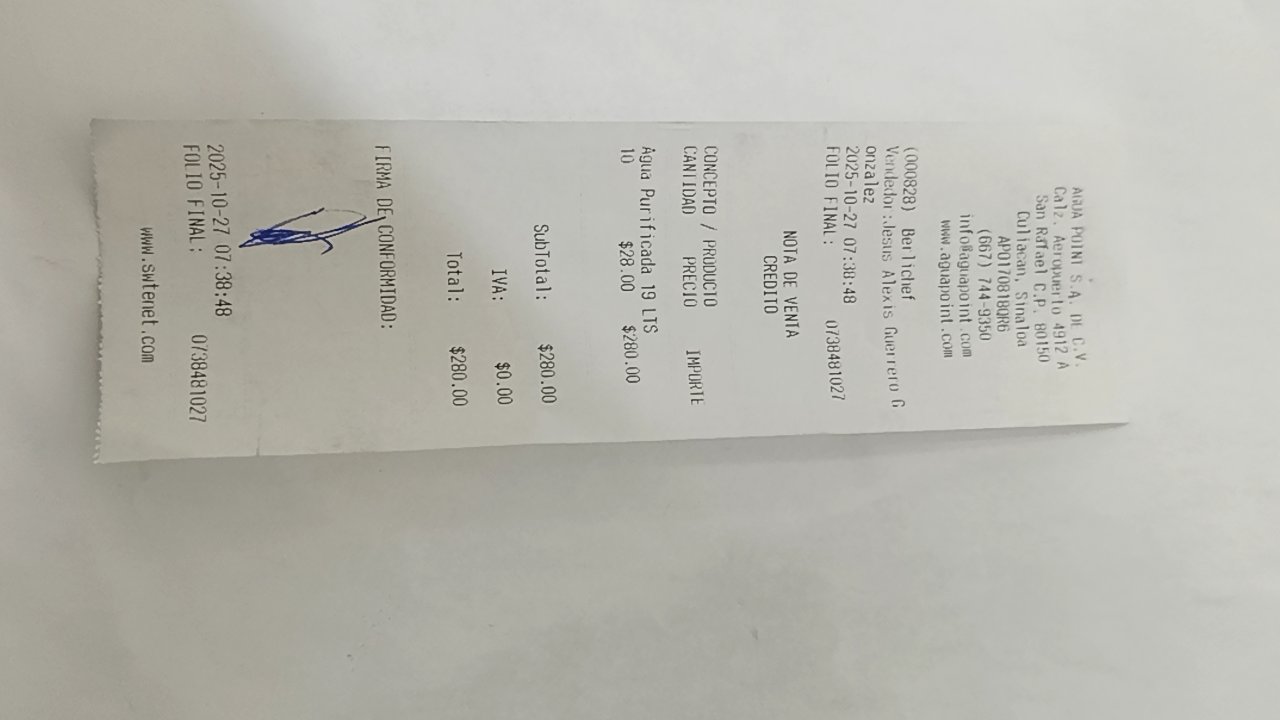 AGUA POINT S.A. DE C.V.
Calz. Aeropuerto 4912 A
San Rafael C.P. 80150
Culiacan, Sinaloa
APO170818QR6
(667) 744-9350
info@aguapoint.com
www.aguapoint.com
(000828) Berlichef
Vendedor:Jesus Alexis Guerrero G
onzalez
2025-10-27 07:38:48
FOLIO FINAL: 0738481027
NOTA DE VENTA
CREDITO
CONCEPTO / PRODUCTO
CANTIDAD PRECIO IMPORTE
Agua Purificada 19 LTS
10 $28.00 $280.00
SubTotal: $280.00
IVA: $0.00
Total: $280.00
FIRMA DE CONFORMIDAD:
2025-10-27 07:38:48
FOLIO FINAL: 0738481027
www.swtenet.com